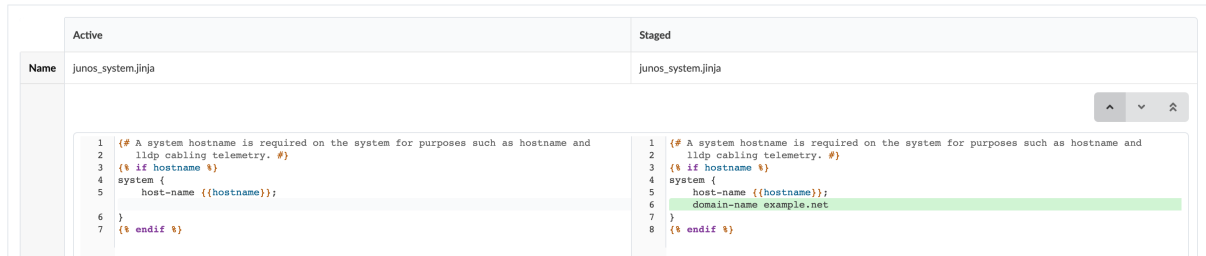 Active
Staged
Name
junos_system.jinja
junos_system.jinja
1 {# A system hostname is required on the system for purposes such as hostname and
2 lldp cabling telemetry. #}
3 {% if hostname %}
4 system {
5 host-name {{hostname}};
6 }
7 {% endif %}
1 {# A system hostname is required on the system for purposes such as hostname and
2 lldp cabling telemetry. #}
3 {% if hostname %}
4 system {
5 host-name {{hostname}};
6 domain-name example.net
7 }
8 {% endif %}